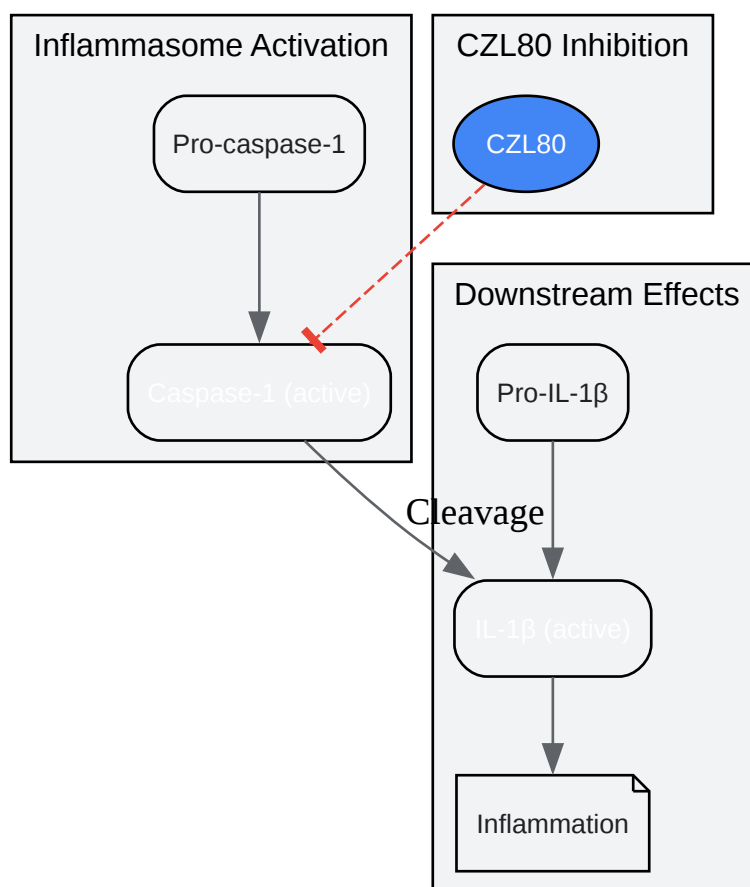 Inflammasome Activation
Pro-caspase-1
Caspase-1 (active)
CZL80 Inhibition
CZL80
Downstream Effects
Pro-IL-1β
Cleavage
IL-1β (active)
Inflammation